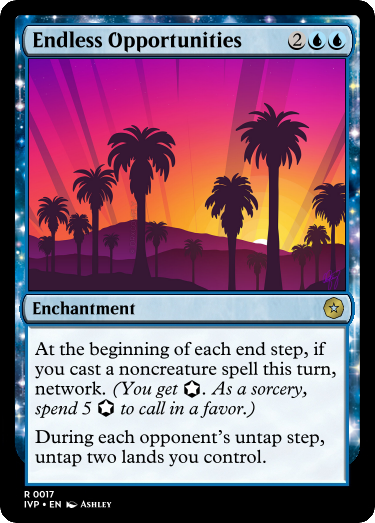 Endless Opportunities 2
Enchantment
At the beginning of each end step, if
you cast a noncreature spell this turn,
network. (You get . As a sorcery,
spend 5 to call in a favor.)
During each opponent's untap step,
untap two lands you control.
R 0017
IVP • EN Ashley